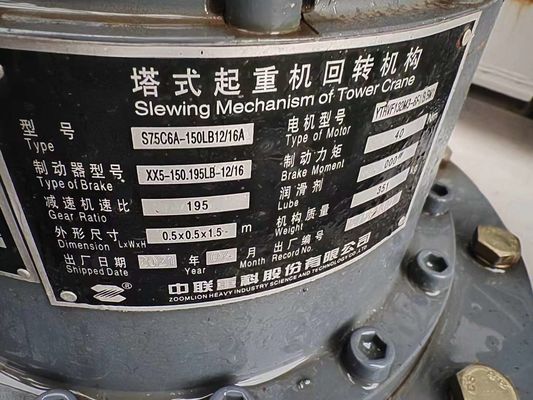 塔式起重机回转机构
Slewing Mechanism of Tower Crane
型号 S75C6A-150LB12/16A 电机型号
Type Type of Motor
制动器型号 XX5-150.195LB-12/16 制动力矩 40
Type of Brake Brake Moment
减速机速比 195 润滑剂
Gear Ratio Lube
外形尺寸 LxWxH 0.5x0.5x1.5 m 机构质量 351
Dimension Weight
出厂日期 年 月 出厂编号
Shipped Date Year Month Record NO.
中联重科股份有限公司
ZOOMLION HEAVY INDUSTRY SCIENCE AND TECHNOLOGY CO.,LTD.